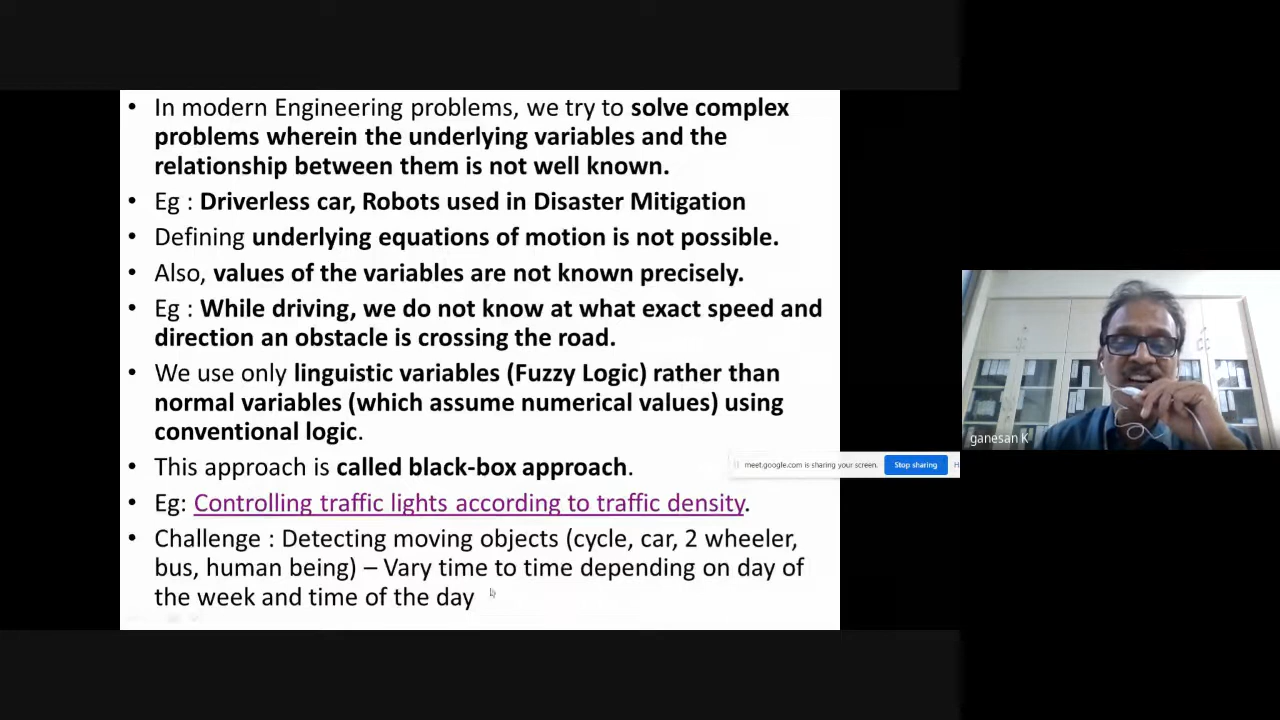 • In modern Engineering problems, we try to solve complex
problems wherein the underlying variables and the
relationship between them is not well known.
• Eg : Driverless car, Robots used in Disaster Mitigation
• Defining underlying equations of motion is not possible.
• Also, values of the variables are not known precisely.
• Eg : While driving, we do not know at what exact speed and
direction an obstacle is crossing the road.
• We use only linguistic variables (Fuzzy Logic) rather than
normal variables (which assume numerical values) using
conventional logic.
• This approach is called black-box approach.
• Eg: Controlling traffic lights according to traffic density.
• Challenge : Detecting moving objects (cycle, car, 2 wheeler,
bus, human being) – Vary time to time depending on day of
the week and time of the day
ganesan K
meet.google.com is sharing your screen. Stop sharing H